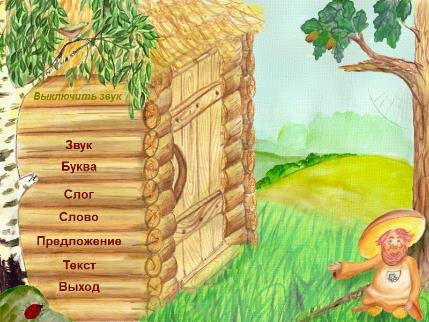 Выключить звук
Звук
Буква
Слог
Слово
Предложение
Текст
Выход